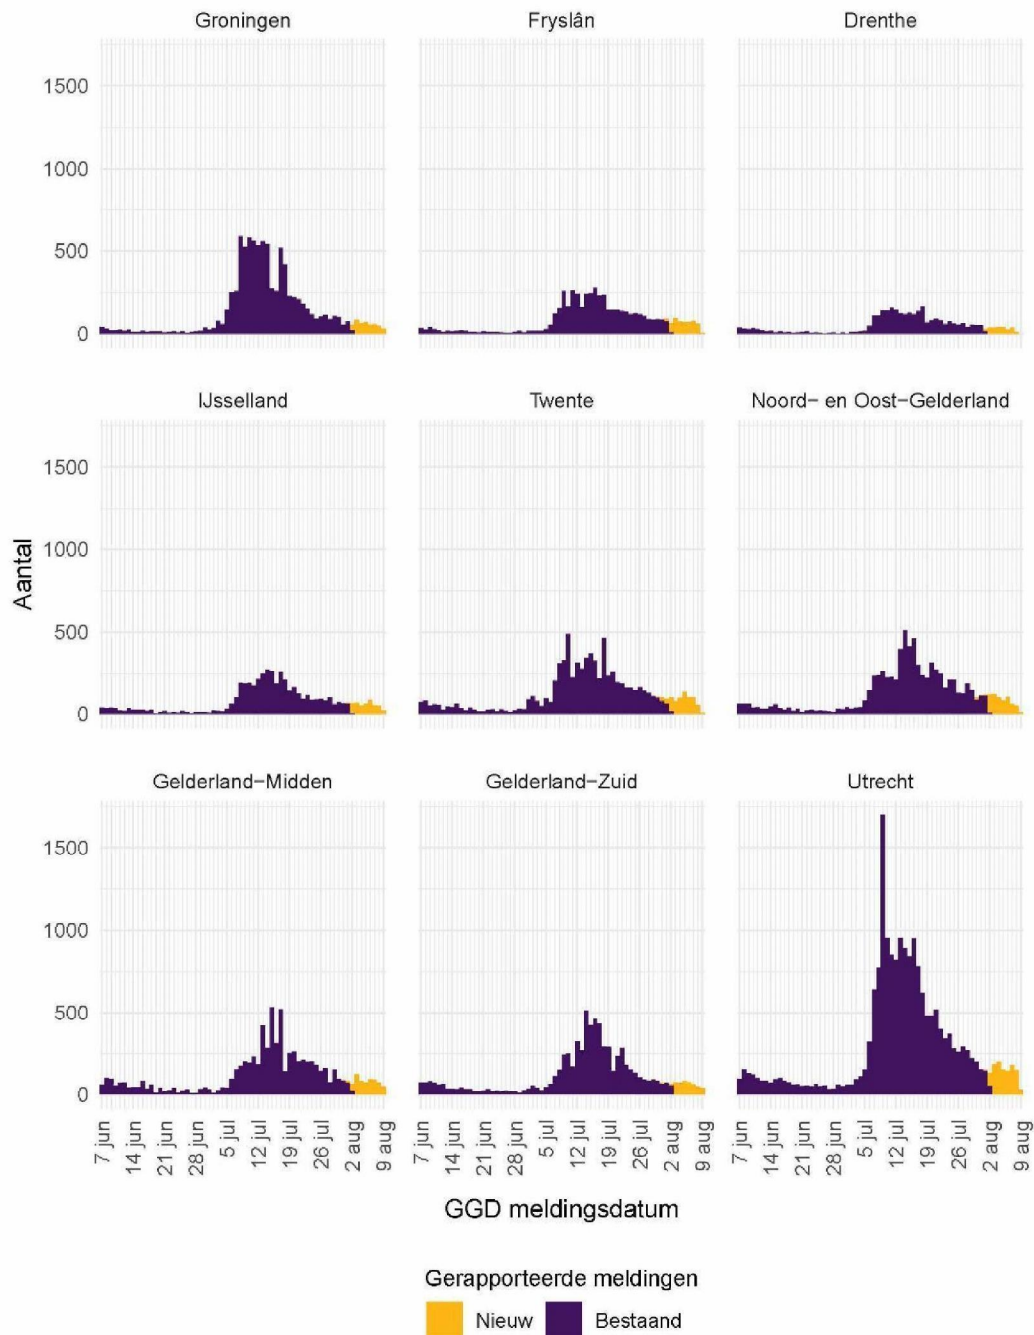 Groningen
Fryslân
Drenthe
1500
1000
500
0
IJsselland
Twente
Noord- en Oost-Gelderland
1500
1000
500
0
Aantal
Gelderland-Midden
Gelderland-Zuid
Utrecht
1500
1000
500
0
7 jun
14 jun
21 jun
28 jun
5 jul
12 jul
19 jul
26 jul
2 aug
9 aug
7 jun
14 jun
21 jun
28 jun
5 jul
12 jul
19 jul
26 jul
2 aug
9 aug
7 jun
14 jun
21 jun
28 jun
5 jul
12 jul
19 jul
26 jul
2 aug
9 aug
GGD meldingsdatum
Gerapporteerde meldingen
Nieuw Bestaand